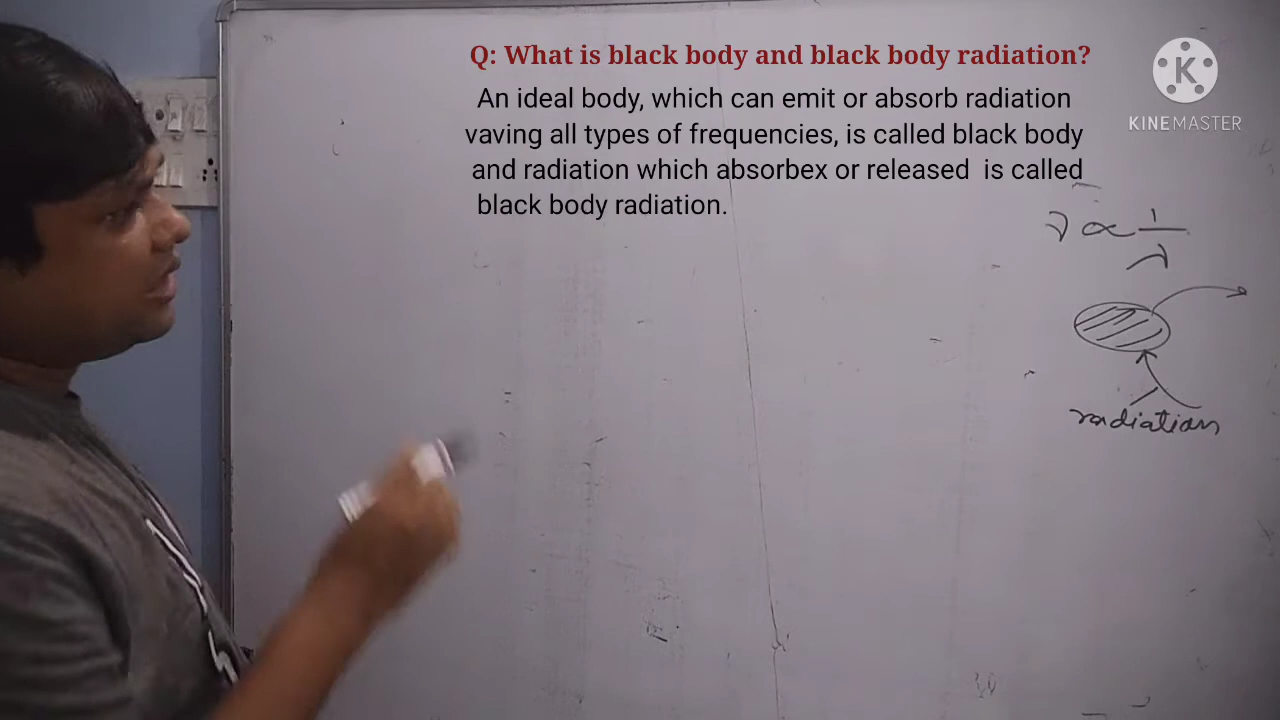 Q: What is black body and black body radiation?
An ideal body, which can emit or absorb radiation
vaving all types of frequencies, is called black body
and radiation which absorbex or released is called
black body radiation.
K
KINEMASTER
ν ∝ 1/λ
radiation